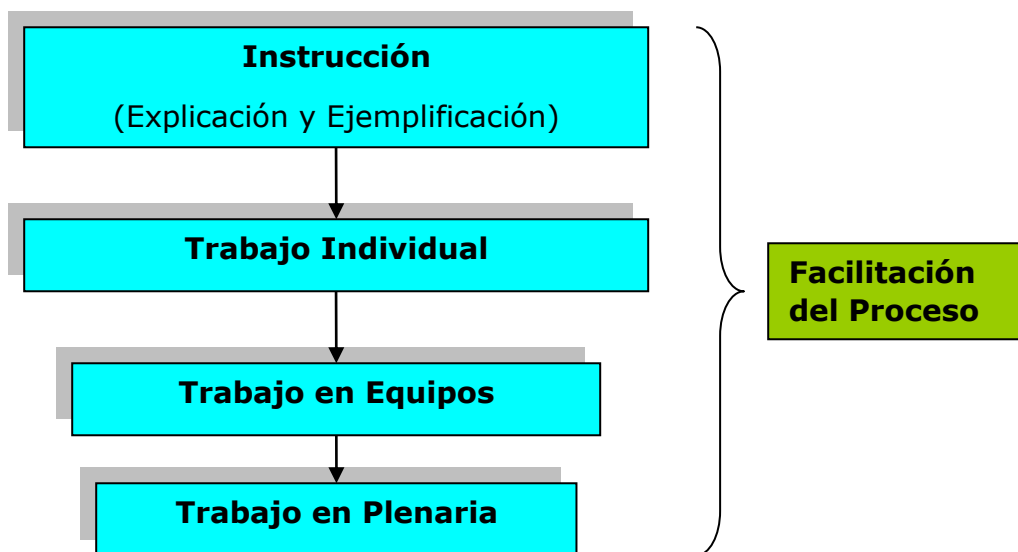 Instrucción
(Explicación y Ejemplificación)
Trabajo Individual
Facilitación
del Proceso
Trabajo en Equipos
Trabajo en Plenaria